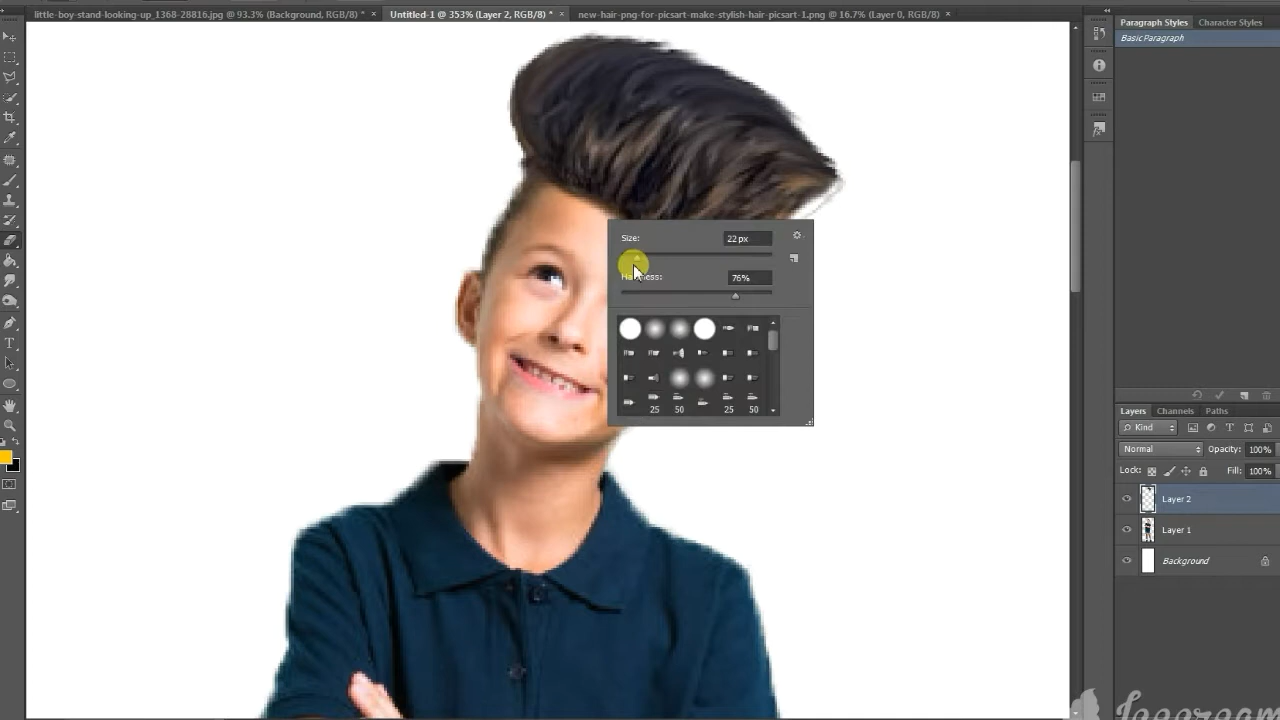 little-boy-stand-looking-up_1368-28816.jpg @ 93.3% (Background, RGB/8) * ×
Untitled-1 @ 353% (Layer 2, RGB/8) * ×
new-hair-png-for-picsart-make-stylish-hair-picsart-1.png @ 16.7% (Layer 0, RGB/8) ×
Paragraph Styles
Character Styles
Basic Paragraph
Size:
22 px
76%
25 50 25 50
Layers
Channels
Paths
Kind
Normal
Opacity: 100%
Lock:
Fill: 100%
Layer 2
Layer 1
Background